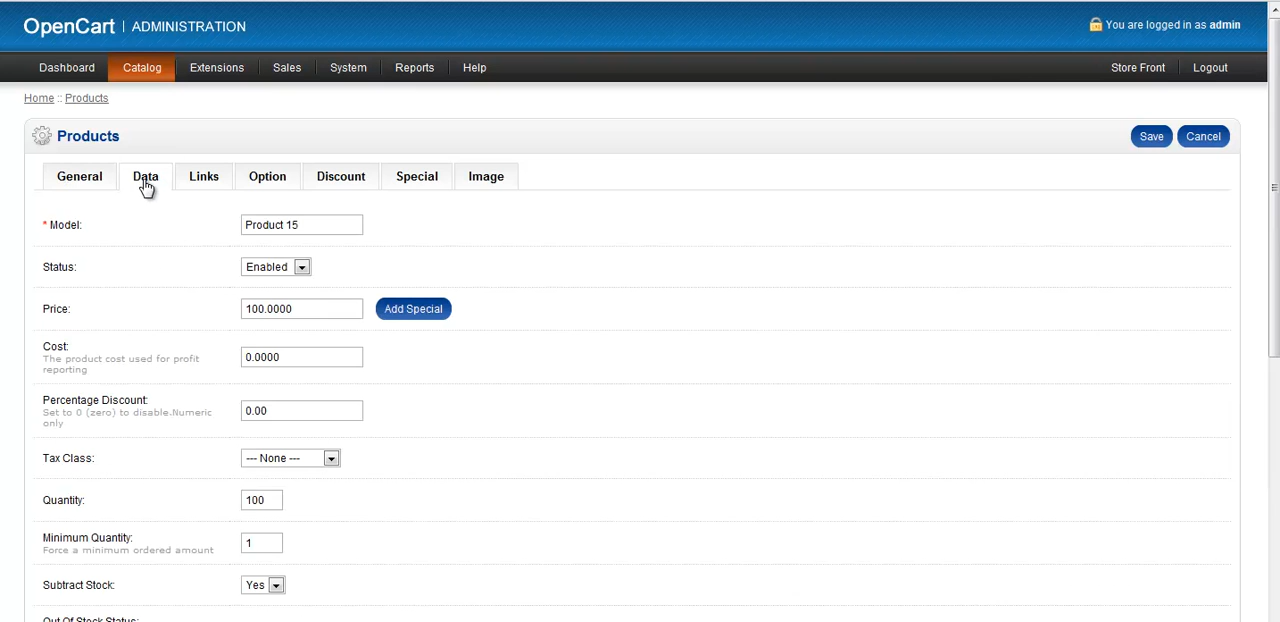 OpenCart | ADMINISTRATION
You are logged in as admin
Dashboard Catalog Extensions Sales System Reports Help Store Front Logout
Home :: Products
Products Save Cancel
General Data Links Option Discount Special Image
* Model: Product 15
Status: Enabled
Price: 100.0000 Add Special
Cost:
The product cost used for profit
reporting
0.0000
Percentage Discount:
Set to 0 (zero) to disable.Numeric
only
0.00
Tax Class: --- None ---
Quantity: 100
Minimum Quantity:
Force a minimum ordered amount
1
Subtract Stock: Yes
Out Of Stock Status: